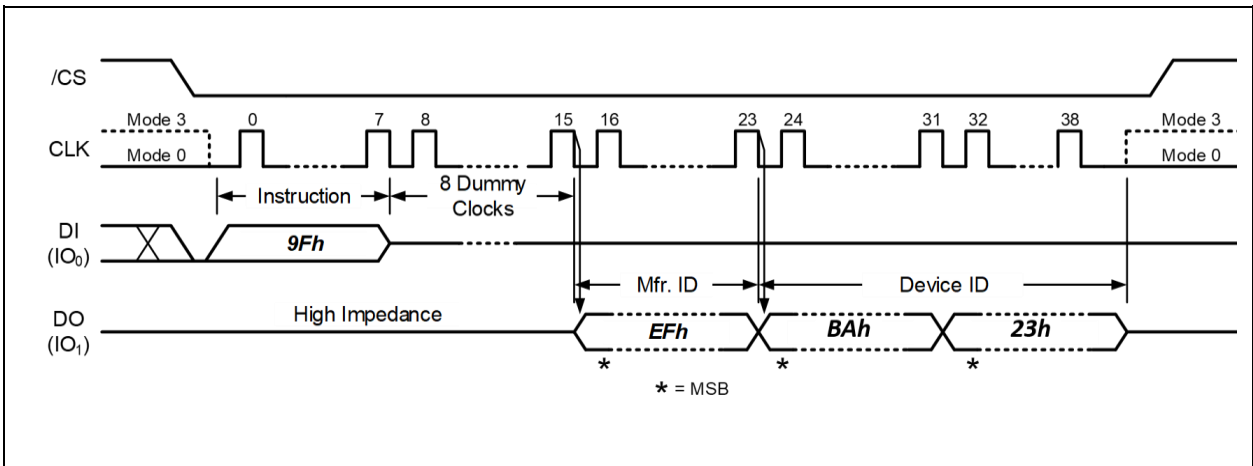 /CS
Mode 3 0 7 8 15 16 23 24 31 32 38 Mode 3
CLK
Mode 0 Mode 0
Instruction
8 Dummy
Clocks
DI
(IO₀)
9Fh
Mfr. ID
Device ID
DO
(IO₁)
High Impedance
EFh
BAh
23h
* * *
* = MSB